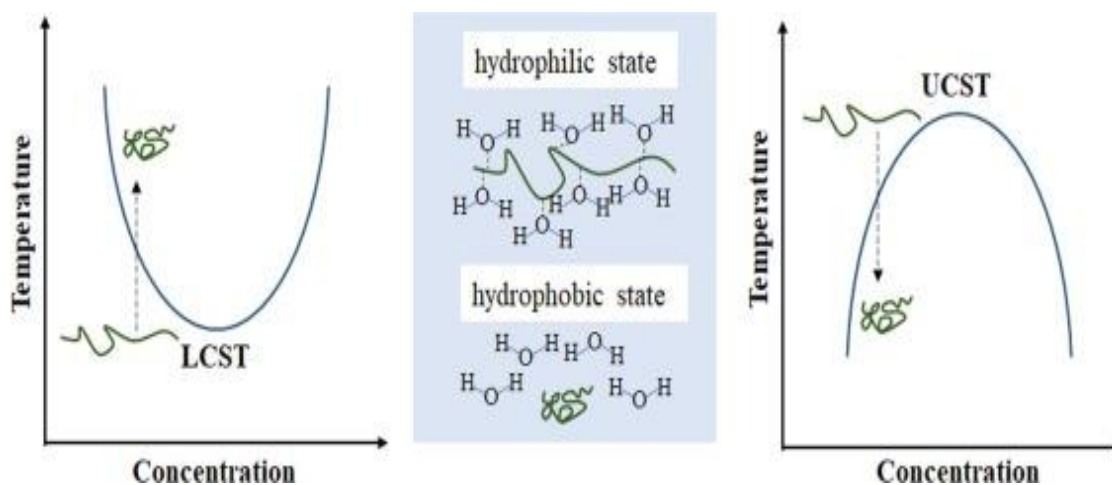 Temperature
LCST
Concentration
hydrophilic state
H H H H H H
O O O
O O O
H H H H H H
O
H H
hydrophobic state
H H O
O H H
H H H H
O O
UCST
Temperature
Concentration